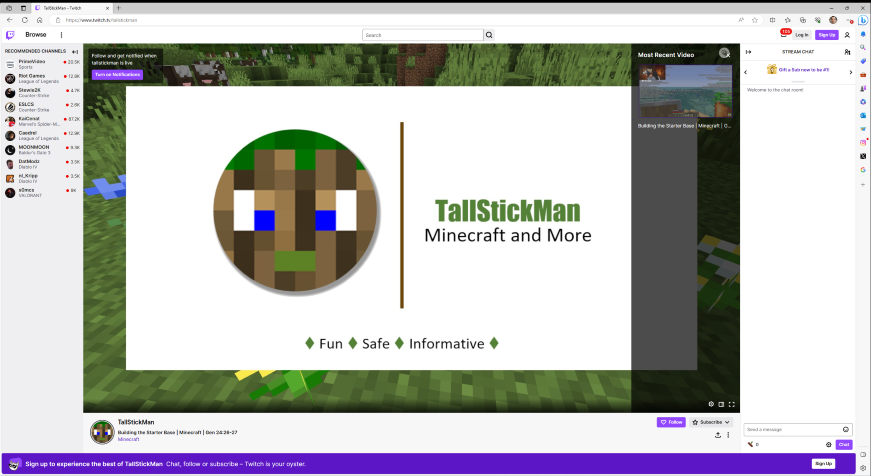 TallStickMan - Twitch
https://www.twitch.tv/tallstickman
Browse
Search
Log In
Sign Up
RECOMMENDED CHANNELS
PrimeVideo
20.5K
Sports
Riot Games
12.8K
League of Legends
Stewie2K
4.7K
Counter-Strike
ESLCS
2.6K
Counter-Strike
KaiCenat
67.2K
Marvel's Spider-M...
Caedrel
12.9K
League of Legends
MOONMOON
9.3K
Baldur's Gate 3
DatModz
3.5K
Diablo IV
nl_Kripp
3.5K
Diablo IV
s0mcs
8K
VALORANT
Follow and get notified when
tallstickman is live
Turn on Notifications
TallStickMan
Minecraft and More
Fun
Safe
Informative
Most Recent Video
Building the Starter Base | Minecraft | G...
STREAM CHAT
Gift a Sub now to be #1!
Welcome to the chat room!
TallStickMan
Building the Starter Base | Minecraft | Gen 24:26-27
Minecraft
Follow
Subscribe
Send a message
0
Chat
Sign up to experience the best of TallStickMan
Chat, follow or subscribe – Twitch is your oyster.
Sign Up